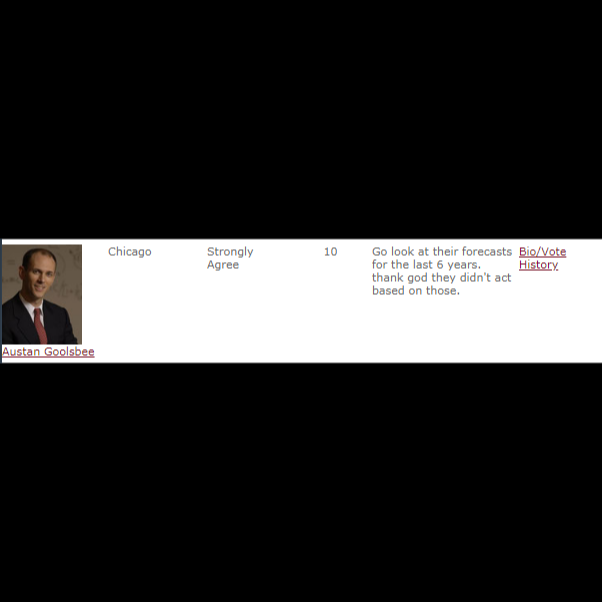 Chicago
Strongly
Agree
10
Go look at their forecasts
for the last 6 years.
thank god they didn't act
based on those.
Bio/Vote
History
Austan Goolsbee